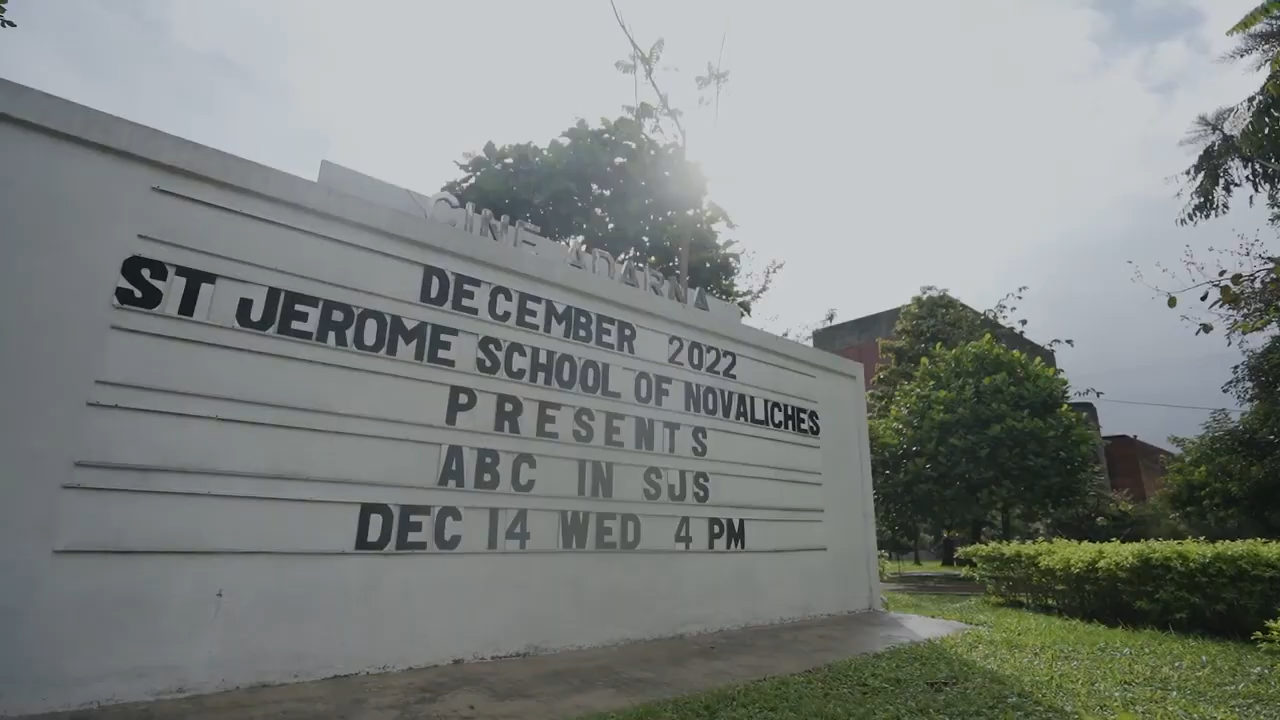 CINE ADARNA
DECEMBER 2022
ST JEROME SCHOOL OF NOVALICHES
PRESENTS
ABC IN SJS
DEC 14 WED 4 PM